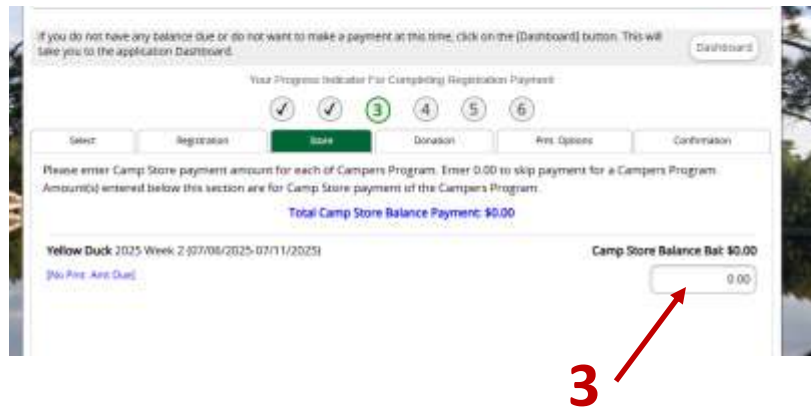 If you do not have any balance due or do not want to make a payment at this time, click on the [Dashboard] button. This will
take you to the application Dashboard.
Dashboard
Your Progress Indicator For Completing Registration Payment
✓ ✓ 3 4 5 6
Select Registration Store Donation Pmt. Options Confirmation
Please enter Camp Store payment amount for each of Campers Program. Enter 0.00 to skip payment for a Campers Program.
Amount(s) entered below this section are for Camp Store payment of the Campers Program.
Total Camp Store Balance Payment: $0.00
Yellow Duck 2025 Week 2 (07/06/2025-07/11/2025) Camp Store Balance Bal: $0.00
[No Pmt. Amt Due] 0.00
3